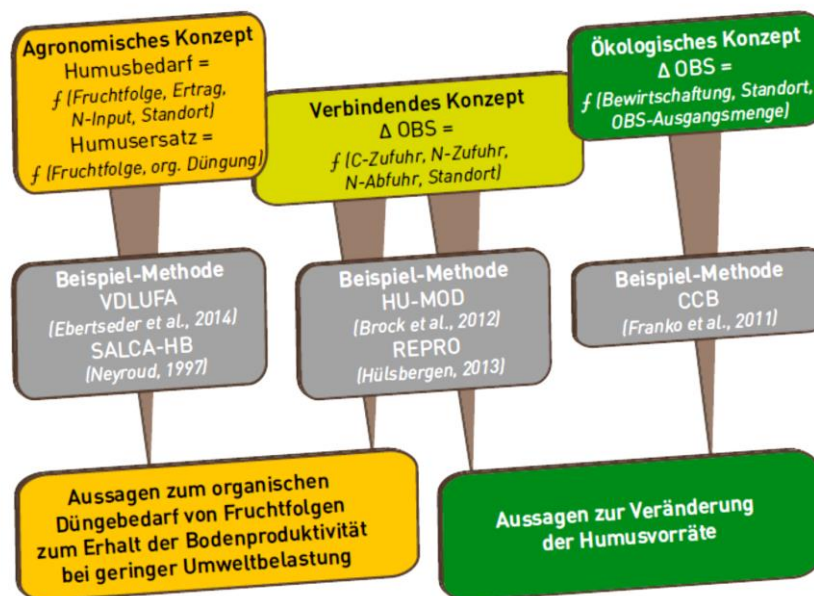 Agronomisches Konzept
Humusbedarf =
ƒ (Fruchtfolge, Ertrag,
N-Input, Standort)
Humusersatz =
ƒ (Fruchtfolge, org. Düngung)
Verbindendes Konzept
Δ OBS =
ƒ (C-Zufuhr, N-Zufuhr,
N-Abfuhr, Standort)
Ökologisches Konzept
Δ OBS =
ƒ (Bewirtschaftung, Standort,
OBS-Ausgangsmenge)
Beispiel-Methode
VDLUFA
(Ebertseder et al., 2014)
SALCA-HB
(Neyroud, 1997)
Beispiel-Methode
HU-MOD
(Brock et al., 2012)
REPRO
(Hülsbergen, 2013)
Beispiel-Methode
CCB
(Franko et al., 2011)
Aussagen zum organischen
Düngebedarf von Fruchtfolgen
zum Erhalt der Bodenproduktivität
bei geringer Umweltbelastung
Aussagen zur Veränderung
der Humusvorräte